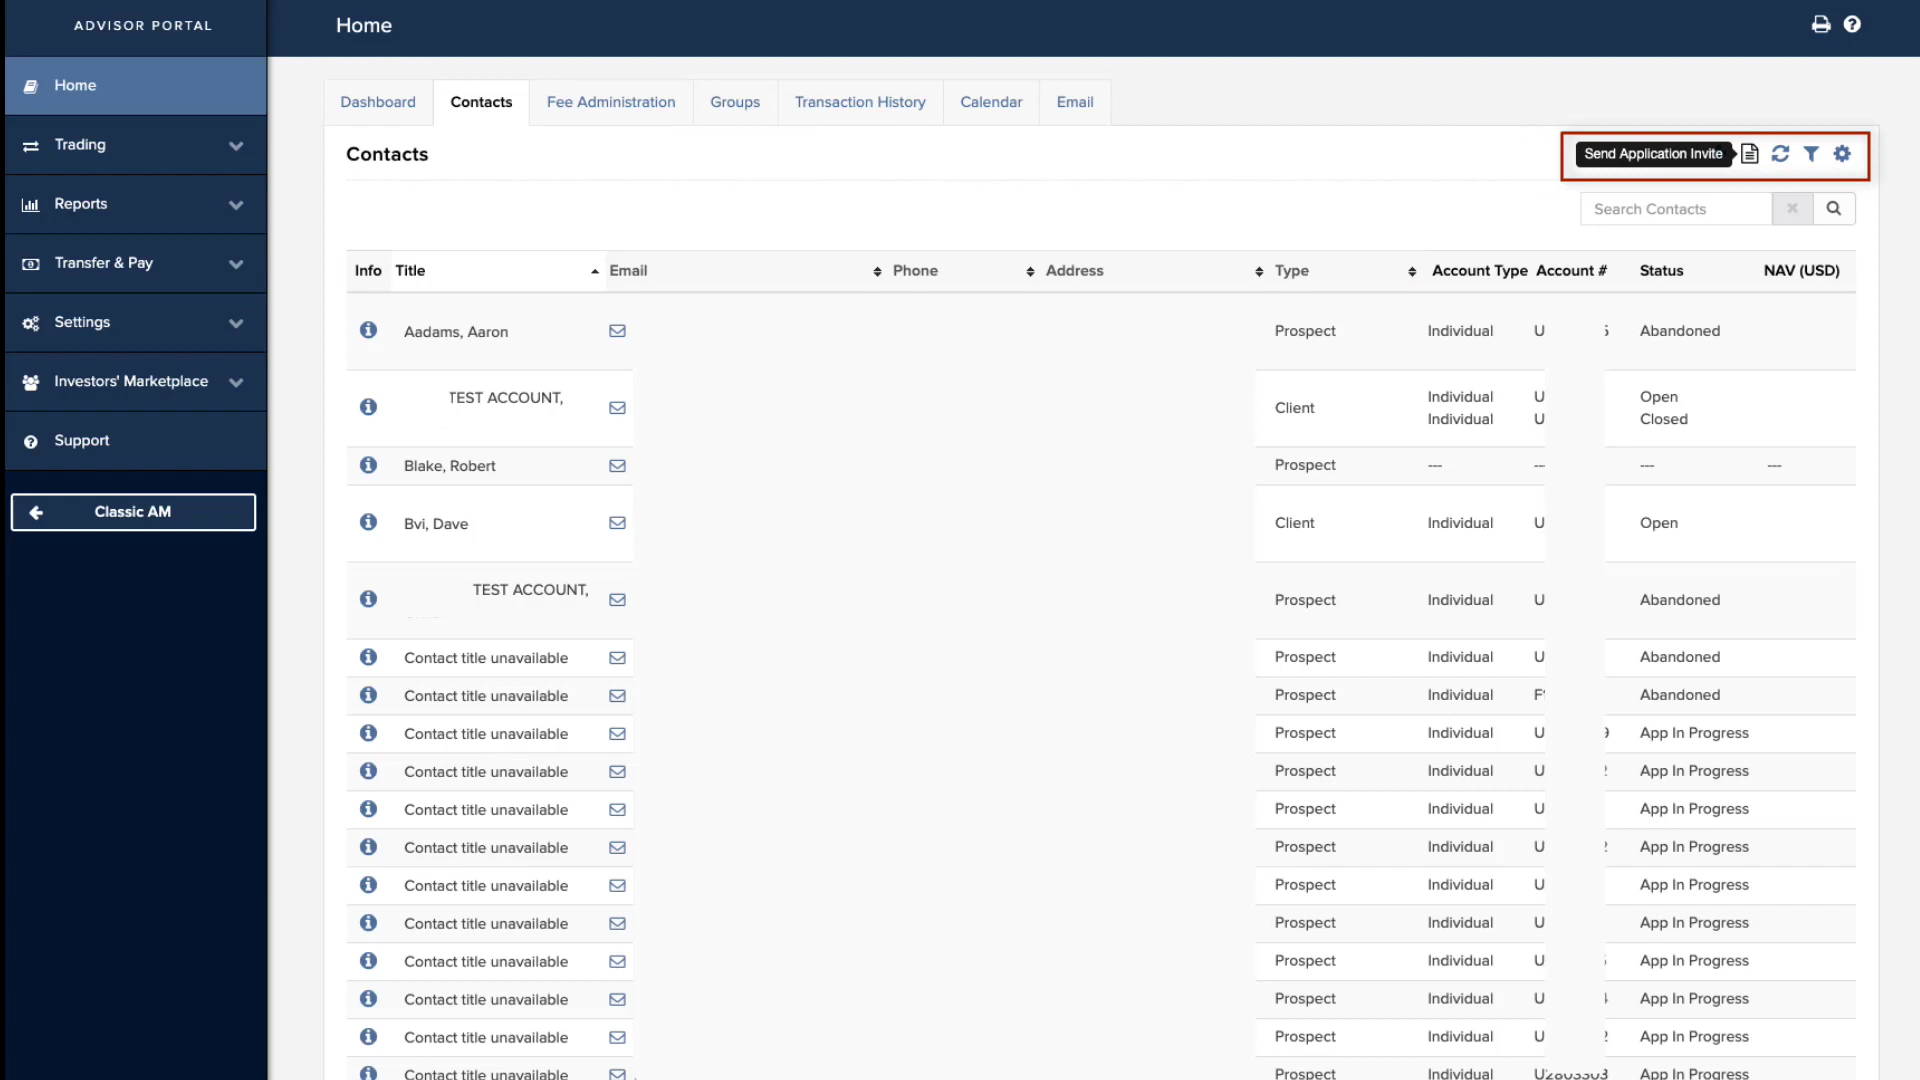 ADVISOR PORTAL
Home
Home
Trading
Reports
Transfer & Pay
Settings
Investors' Marketplace
Support
Classic AM
Dashboard Contacts Fee Administration Groups Transaction History Calendar Email
Contacts
Send Application Invite
Search Contacts
Info Title Email Phone Address Type Account Type Account # Status NAV (USD)
Aadams, Aaron Prospect Individual U Abandoned
TEST ACCOUNT, Client Individual U Open
Individual U Closed
Blake, Robert Prospect --- --- --- ---
Bvi, Dave Client Individual U Open
TEST ACCOUNT, Prospect Individual U Abandoned
Contact title unavailable Prospect Individual U Abandoned
Contact title unavailable Prospect Individual F Abandoned
Contact title unavailable Prospect Individual U App In Progress
Contact title unavailable Prospect Individual U App In Progress
Contact title unavailable Prospect Individual U App In Progress
Contact title unavailable Prospect Individual U App In Progress
Contact title unavailable Prospect Individual U App In Progress
Contact title unavailable Prospect Individual U App In Progress
Contact title unavailable Prospect Individual U App In Progress
Contact title unavailable Prospect Individual U App In Progress
Contact title unavailable Prospect Individual U App In Progress
Contact title unavailable Prospect Individual App In Progress